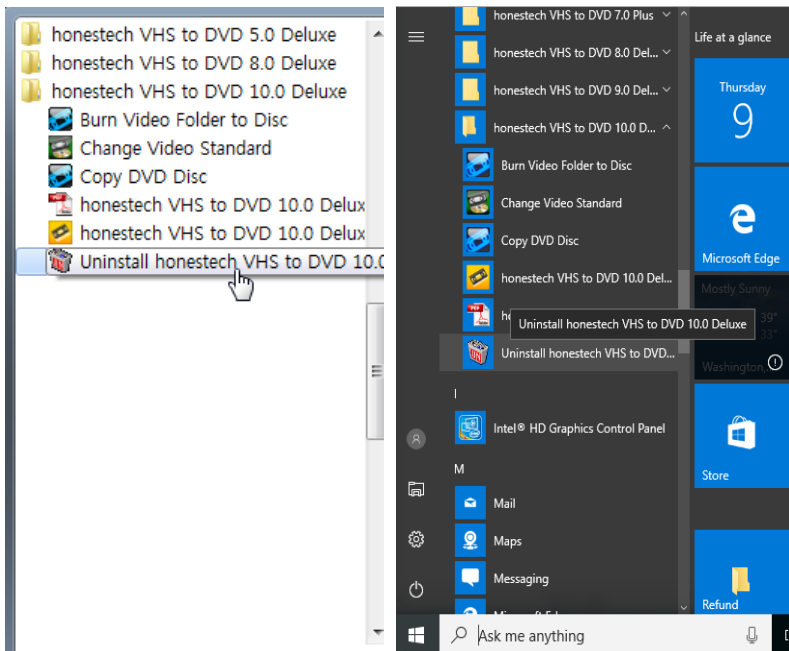 honestech VHS to DVD 5.0 Deluxe
honestech VHS to DVD 8.0 Deluxe
honestech VHS to DVD 10.0 Deluxe
Burn Video Folder to Disc
Change Video Standard
Copy DVD Disc
honestech VHS to DVD 10.0 Delux
honestech VHS to DVD 10.0 Delux
Uninstall honestech VHS to DVD 10.0
honestech VHS to DVD 7.0 Plus
honestech VHS to DVD 8.0 Del...
honestech VHS to DVD 9.0 Del...
honestech VHS to DVD 10.0 D...
Burn Video Folder to Disc
Change Video Standard
Copy DVD Disc
honestech VHS to DVD 10.0 Del...
Uninstall honestech VHS to DVD 10.0 Deluxe
Uninstall honestech VHS to DVD...
I
Intel® HD Graphics Control Panel
M
Mail
Maps
Messaging
Ask me anything
Life at a glance
Thursday
9
Microsoft Edge
Mostly Sunny
39°
33°
Washington,
Store
Refund